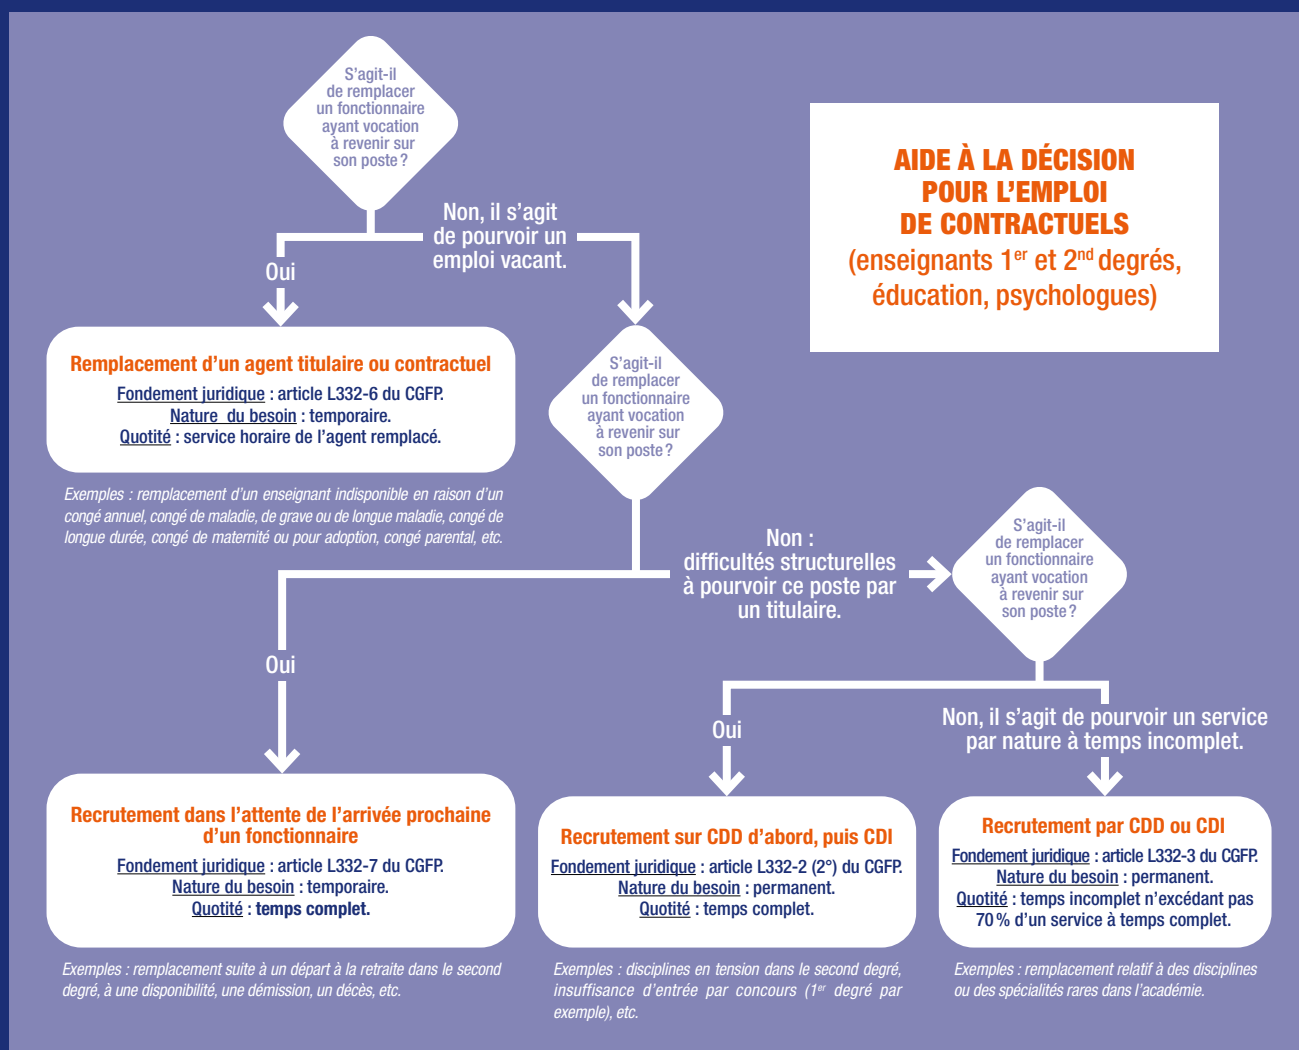 S’agit-il
de remplacer
un fonctionnaire
ayant vocation
à revenir sur
son poste ?
AIDE À LA DÉCISION
POUR L’EMPLOI
DE CONTRACTUELS
(enseignants 1er et 2nd degrés,
éducation, psychologues)
Non, il s’agit
de pourvoir un
emploi vacant.
Oui
Remplacement d’un agent titulaire ou contractuel
Fondement juridique : article L332-6 du CGFP.
Nature du besoin : temporaire.
Quotité : service horaire de l’agent remplacé.
Exemples : remplacement d’un enseignant indisponible en raison d’un
congé annuel, congé de maladie, de grave ou de longue maladie, congé de
longue durée, congé de maternité ou pour adoption, congé parental, etc.
S’agit-il
de remplacer
un fonctionnaire
ayant vocation
à revenir sur
son poste ?
Non :
difficultés structurelles
à pourvoir ce poste par
un titulaire.
S’agit-il
de remplacer
un fonctionnaire
ayant vocation
à revenir sur
son poste ?
Oui
Recrutement dans l’attente de l’arrivée prochaine
d’un fonctionnaire
Fondement juridique : article L332-7 du CGFP.
Nature du besoin : temporaire.
Quotité : temps complet.
Exemples : remplacement suite à un départ à la retraite dans le second
degré, à une disponibilité, une démission, un décès, etc.
Oui
Recrutement sur CDD d’abord, puis CDI
Fondement juridique : article L332-2 (2°) du CGFP.
Nature du besoin : permanent.
Quotité : temps complet.
Exemples : disciplines en tension dans le second degré,
insuffisance d’entrée par concours (1er degré par
exemple), etc.
Non, il s’agit de pourvoir un service
par nature à temps incomplet.
Recrutement par CDD ou CDI
Fondement juridique : article L332-3 du CGFP.
Nature du besoin : permanent.
Quotité : temps incomplet n’excédant pas
70 % d’un service à temps complet.
Exemples : remplacement relatif à des disciplines
ou des spécialités rares dans l’académie.